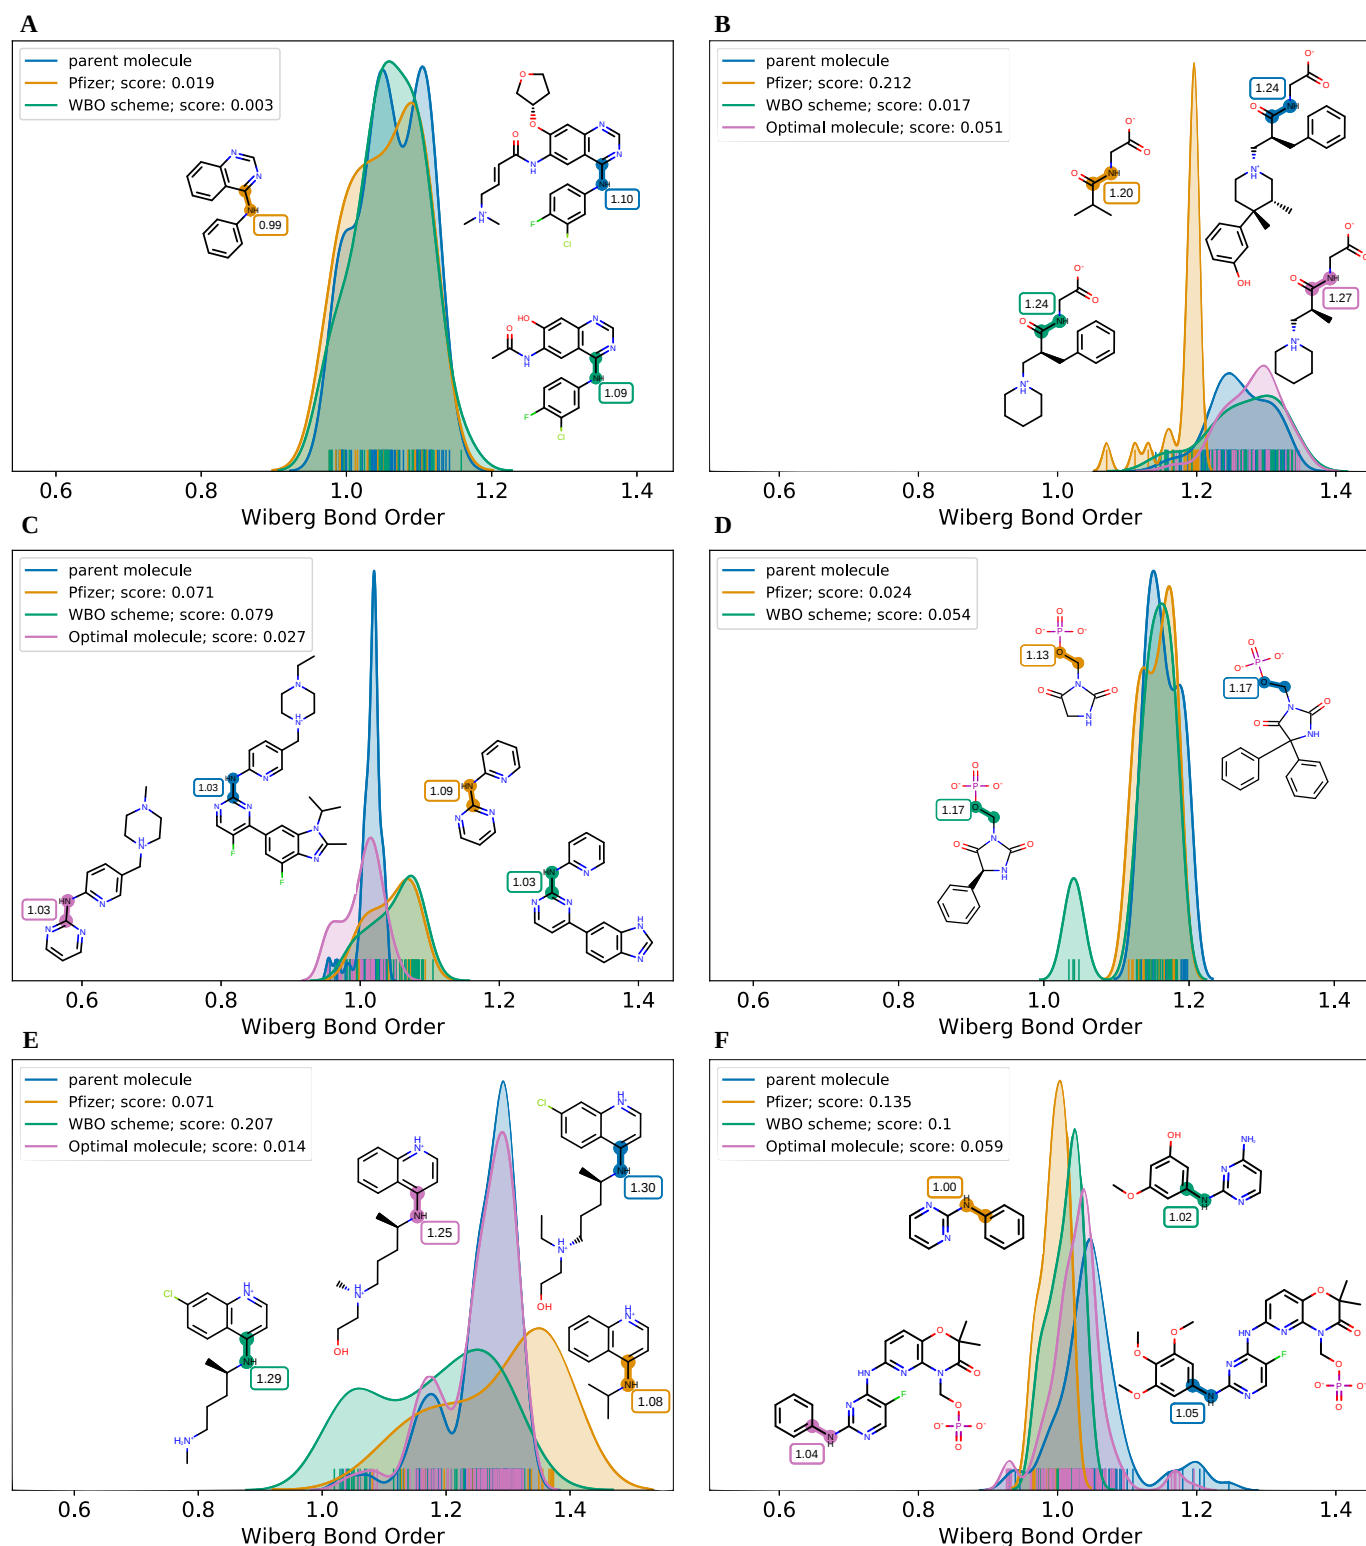 A
parent molecule
Pfizer; score: 0.019
WBO scheme; score: 0.003
0.99
1.10
1.09
0.6
0.8
1.0
1.2
1.4
Wiberg Bond Order
B
parent molecule
Pfizer; score: 0.212
WBO scheme; score: 0.017
Optimal molecule; score: 0.051
1.24
1.20
1.24
1.27
0.6
0.8
1.0
1.2
1.4
Wiberg Bond Order
C
parent molecule
Pfizer; score: 0.071
WBO scheme; score: 0.079
Optimal molecule; score: 0.027
1.03
1.09
1.03
1.03
0.6
0.8
1.0
1.2
1.4
Wiberg Bond Order
D
parent molecule
Pfizer; score: 0.024
WBO scheme; score: 0.054
1.13
1.17
1.17
0.6
0.8
1.0
1.2
1.4
Wiberg Bond Order
E
parent molecule
Pfizer; score: 0.071
WBO scheme; score: 0.207
Optimal molecule; score: 0.014
1.30
1.25
1.29
1.08
0.6
0.8
1.0
1.2
1.4
Wiberg Bond Order
F
parent molecule
Pfizer; score: 0.135
WBO scheme; score: 0.1
Optimal molecule; score: 0.059
1.00
1.02
1.05
1.04
0.6
0.8
1.0
1.2
1.4
Wiberg Bond Order